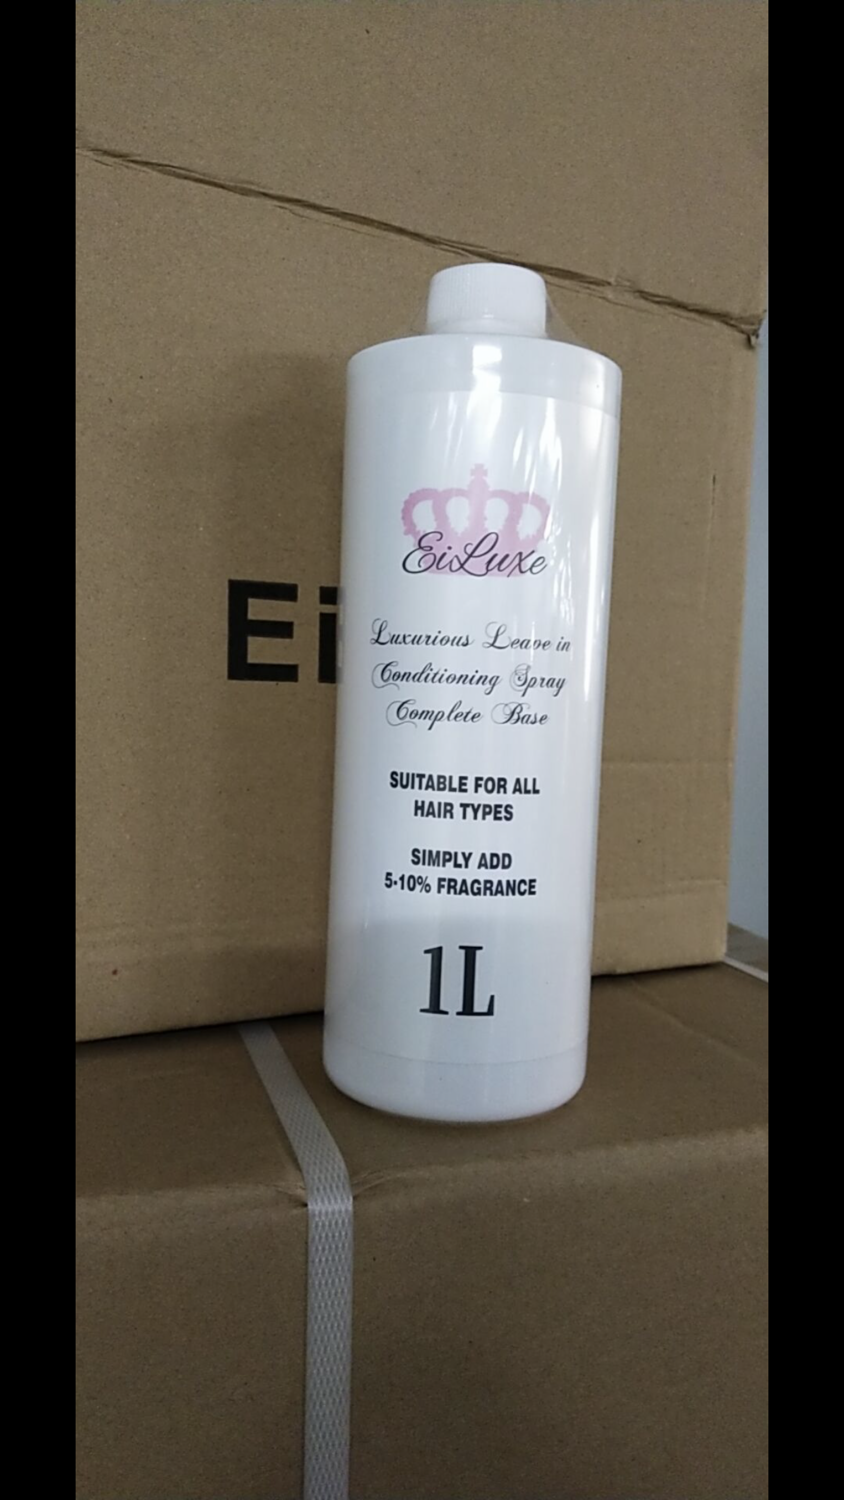 EiLuxe
Ei
Luxurious Leave in
Conditioning Spray
Complete Base
SUITABLE FOR ALL
HAIR TYPES
SIMPLY ADD
5-10% FRAGRANCE
1L